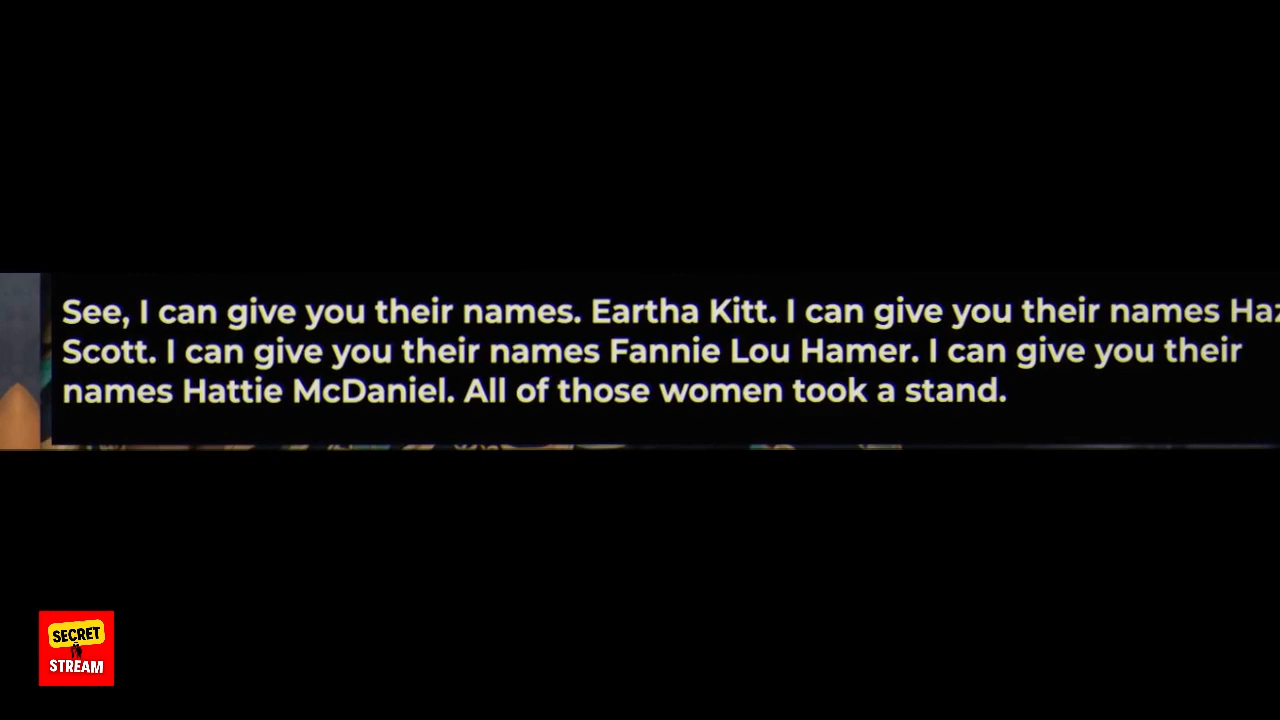 See, I can give you their names. Eartha Kitt. I can give you their names
Scott. I can give you their names Fannie Lou Hamer. I can give you their
names Hattie McDaniel. All of those women took a stand.
SECRET
STREAM